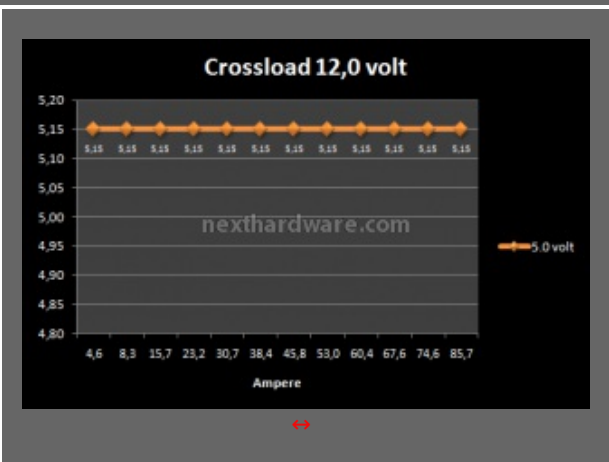 Crossload 12,0 volt
5,20
5,15
5,10
5,05
5,00
4,95
4,90
4,85
4,80
5,15 5,15 5,15 5,15 5,15 5,15 5,15 5,15 5,15 5,15 5,15 5,15
nexthardware.com
5.0 volt
4,6 8,3 15,7 23,2 30,7 38,4 45,8 53,0 60,4 67,6 74,6 85,7
Ampere